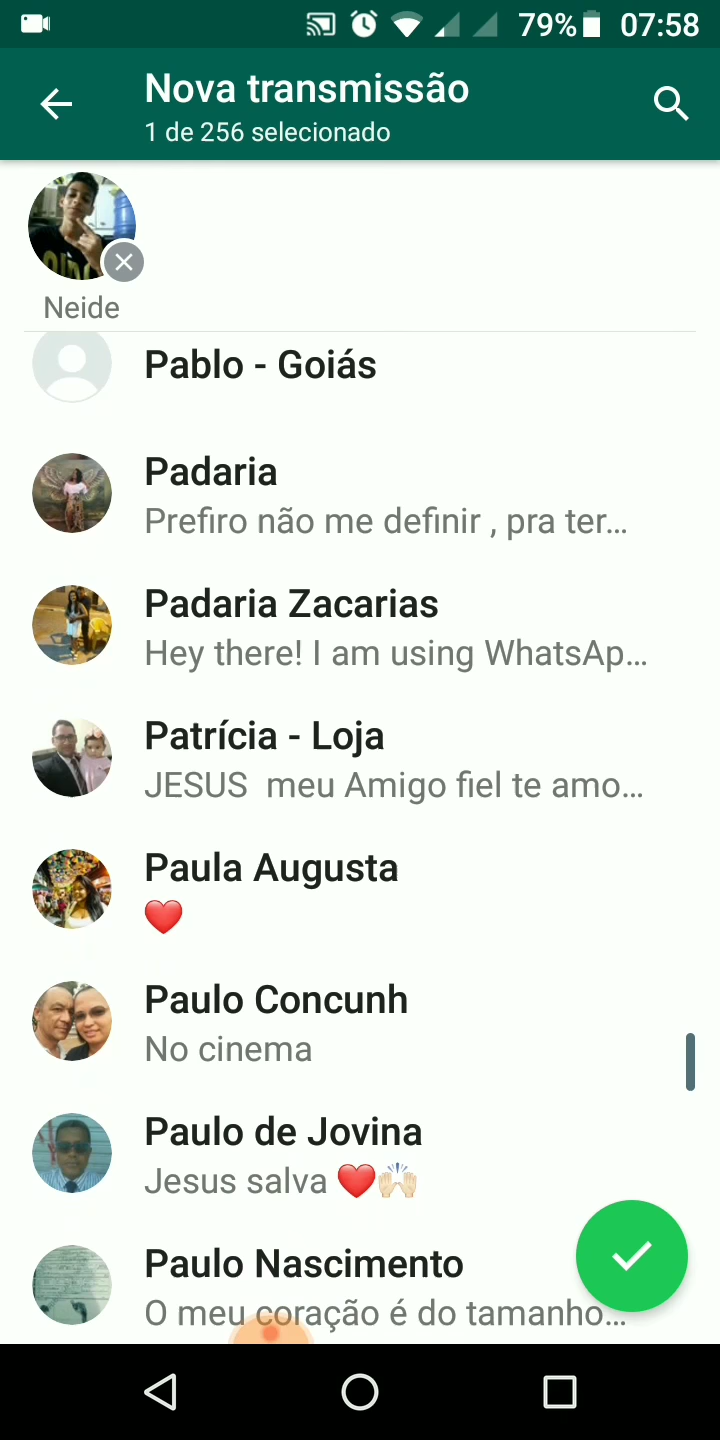 79% 07:58
Nova transmissão
1 de 256 selecionado
Neide
Pablo - Goiás
Padaria
Prefiro não me definir , pra ter...
Padaria Zacarias
Hey there! I am using WhatsAp...
Patrícia - Loja
JESUS  meu Amigo fiel te amo...
Paula Augusta
❤️
Paulo Concunh
No cinema
Paulo de Jovina
Jesus salva ❤️🙌🏻
Paulo Nascimento
O meu coração é do tamanho...